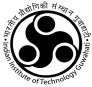 भारतीय प्रौद्योगिकी संस्थान गुवाहाटी
Indian Institute of Technology Guwahati